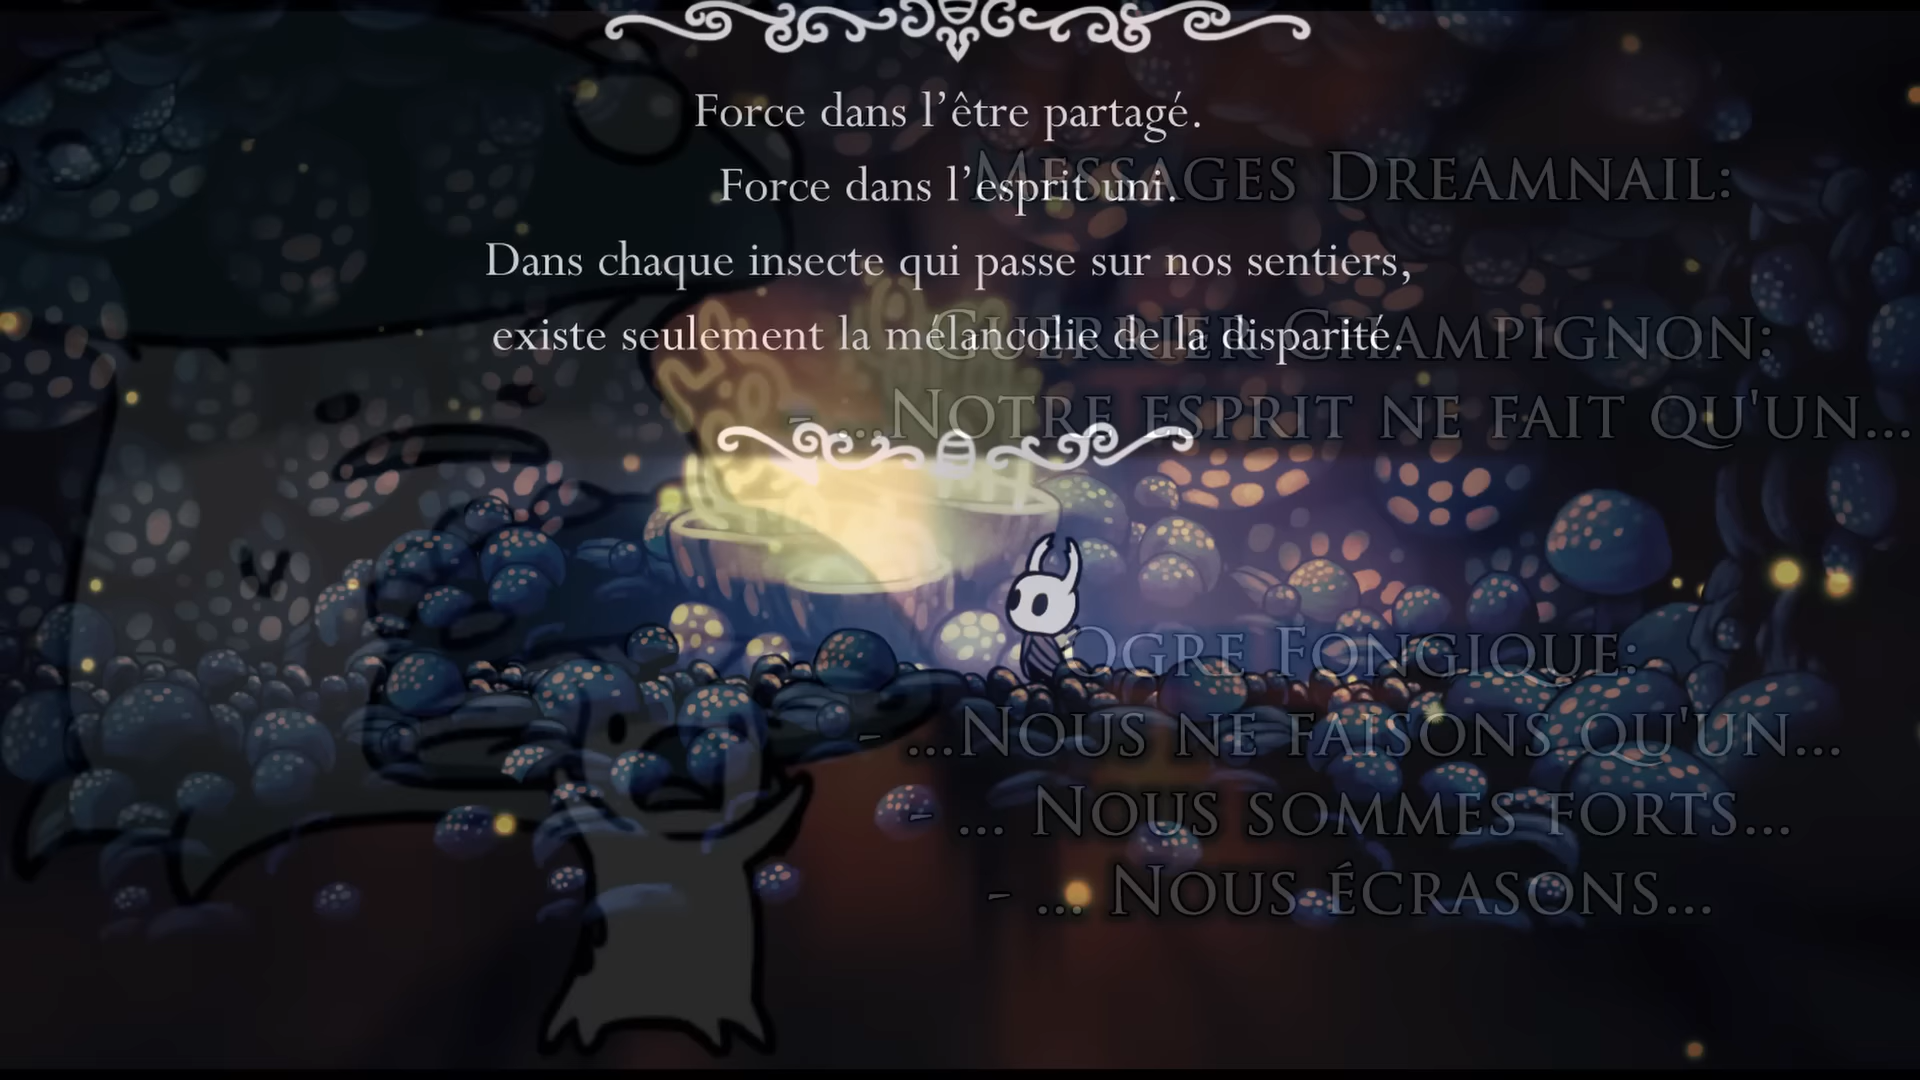 Force dans l’être partagé.
Force dans l’esprit uni.
Dans chaque insecte qui passe sur nos sentiers,
existe seulement la mélancolie de la disparité.
Messages Dreamnail:
Guerrier Champignon:
- ...Notre esprit ne fait qu'un...
Ogre Fongique:
- ...Nous ne faisons qu'un...
- ... Nous sommes forts...
- ... Nous écrasons...